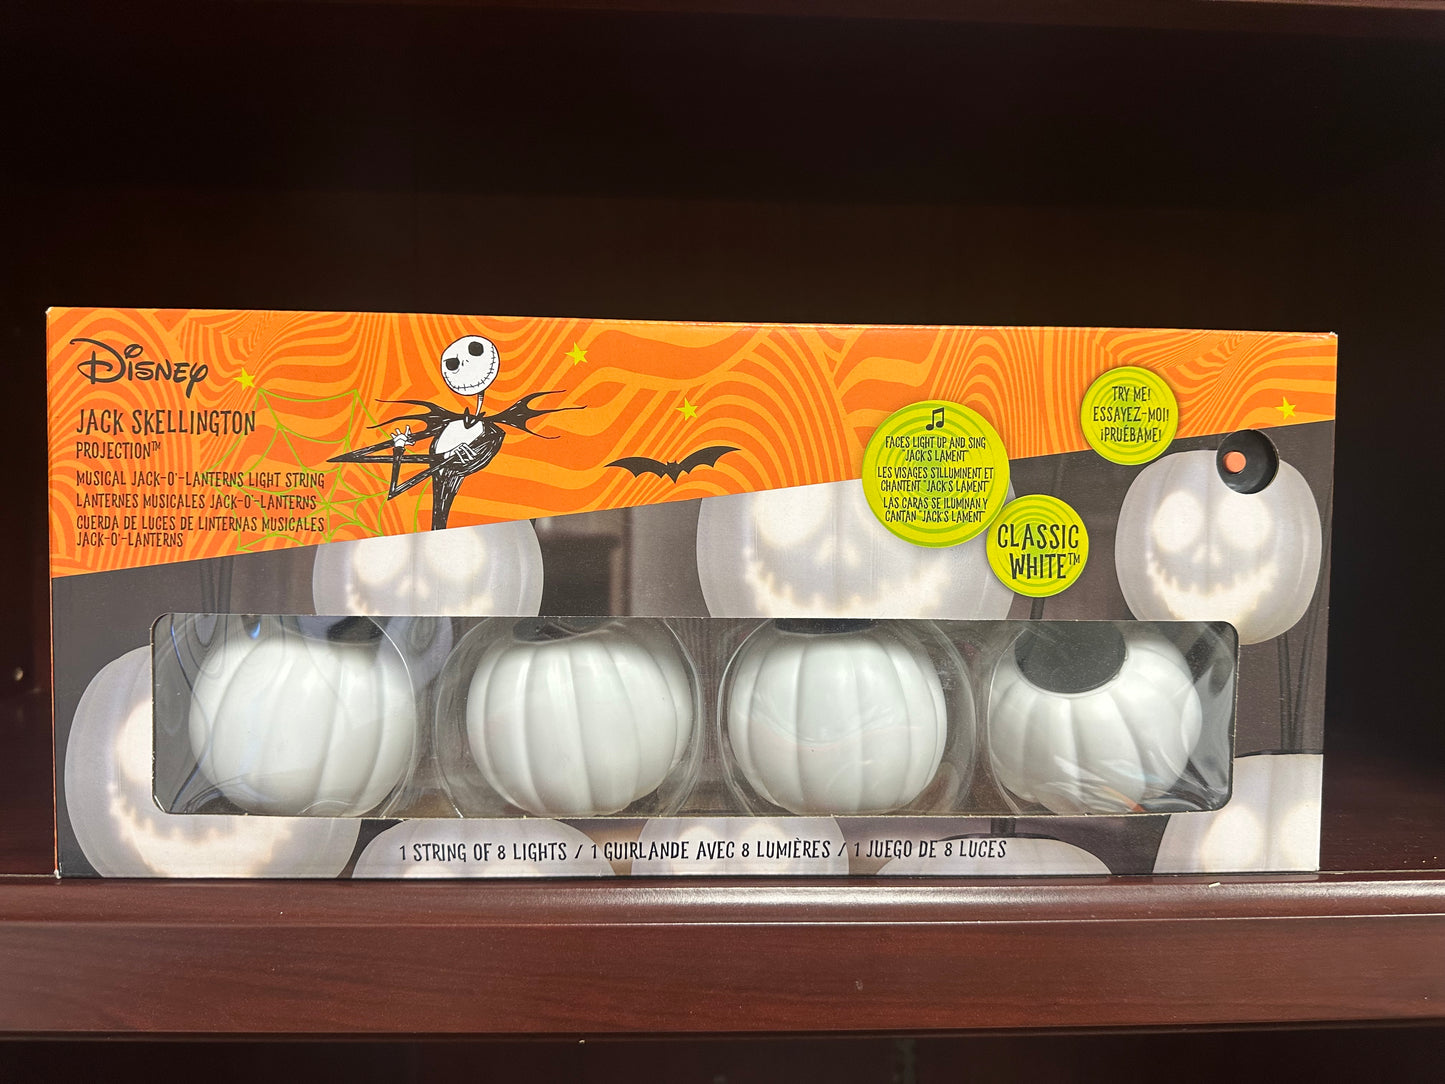 Disney
JACK SKELLINGTON
PROJECTION™
MUSICAL JACK-O'-LANTERNS LIGHT STRING
LANTERNES MUSICALES JACK-O'-LANTERNS
CUERDA DE LUCES DE LINTERNAS MUSICALES
JACK-O'-LANTERNS
FACES LIGHT UP AND SING
"JACK'S LAMENT"
LES VISAGES S'ILLUMINENT ET
CHANTENT "JACK'S LAMENT"
LAS CARAS SE ILUMINAN Y
CANTAN "JACK'S LAMENT"
CLASSIC
WHITE™
TRY ME!
ESSAYEZ-MOI!
¡PRUÉBAME!
1 STRING OF 8 LIGHTS / 1 GUIRLANDE AVEC 8 LUMIÈRES / 1 JUEGO DE 8 LUCES